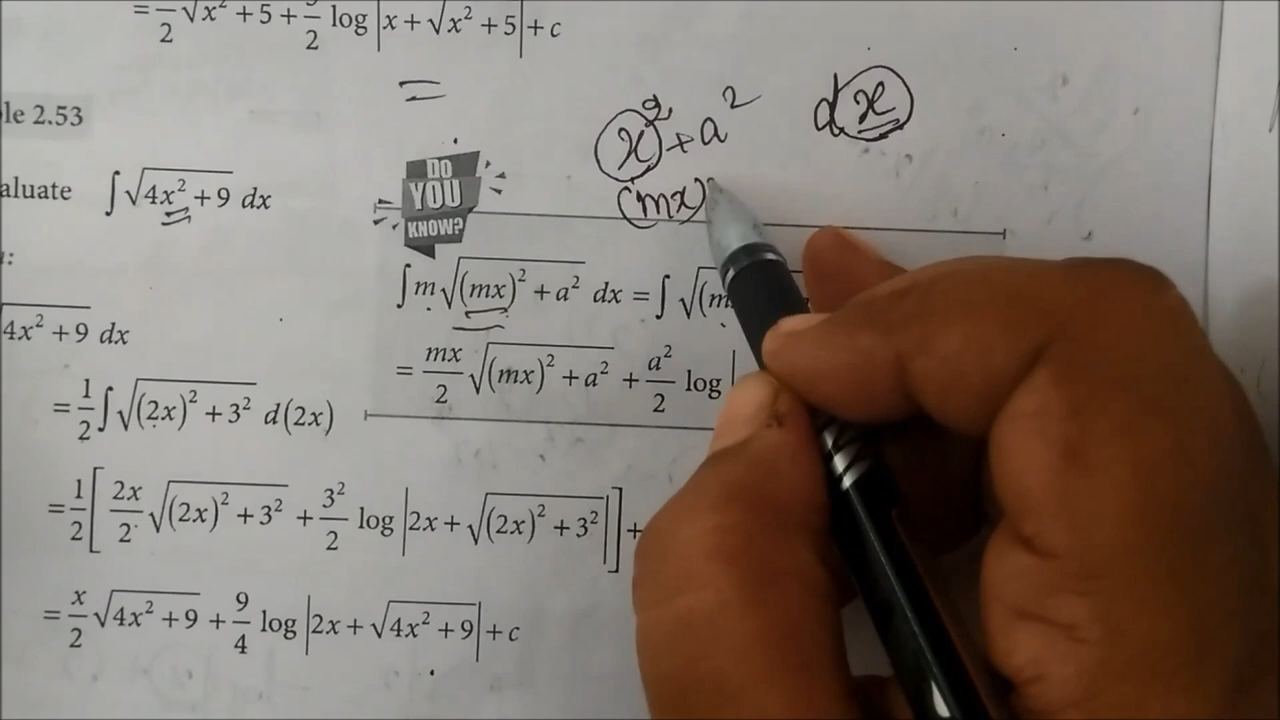 = /2 √x² + 5 + /2 log |x + √x² + 5| + c
le 2.53
x² + a² dx
(mx)
aluate ∫ √4x² + 9 dx
DO
YOU
KNOW?
:
∫ m √(mx)² + a² dx = ∫ √(m
4x² + 9 dx
= mx/2 √(mx)² + a² + a²/2 log |
= 1/2 ∫ √(2x)² + 3² d(2x)
= 1/2 [ 2x/2 √(2x)² + 3² + 3²/2 log |2x + √(2x)² + 3²| ] +
= x/2 √4x² + 9 + 9/4 log |2x + √4x² + 9| + c